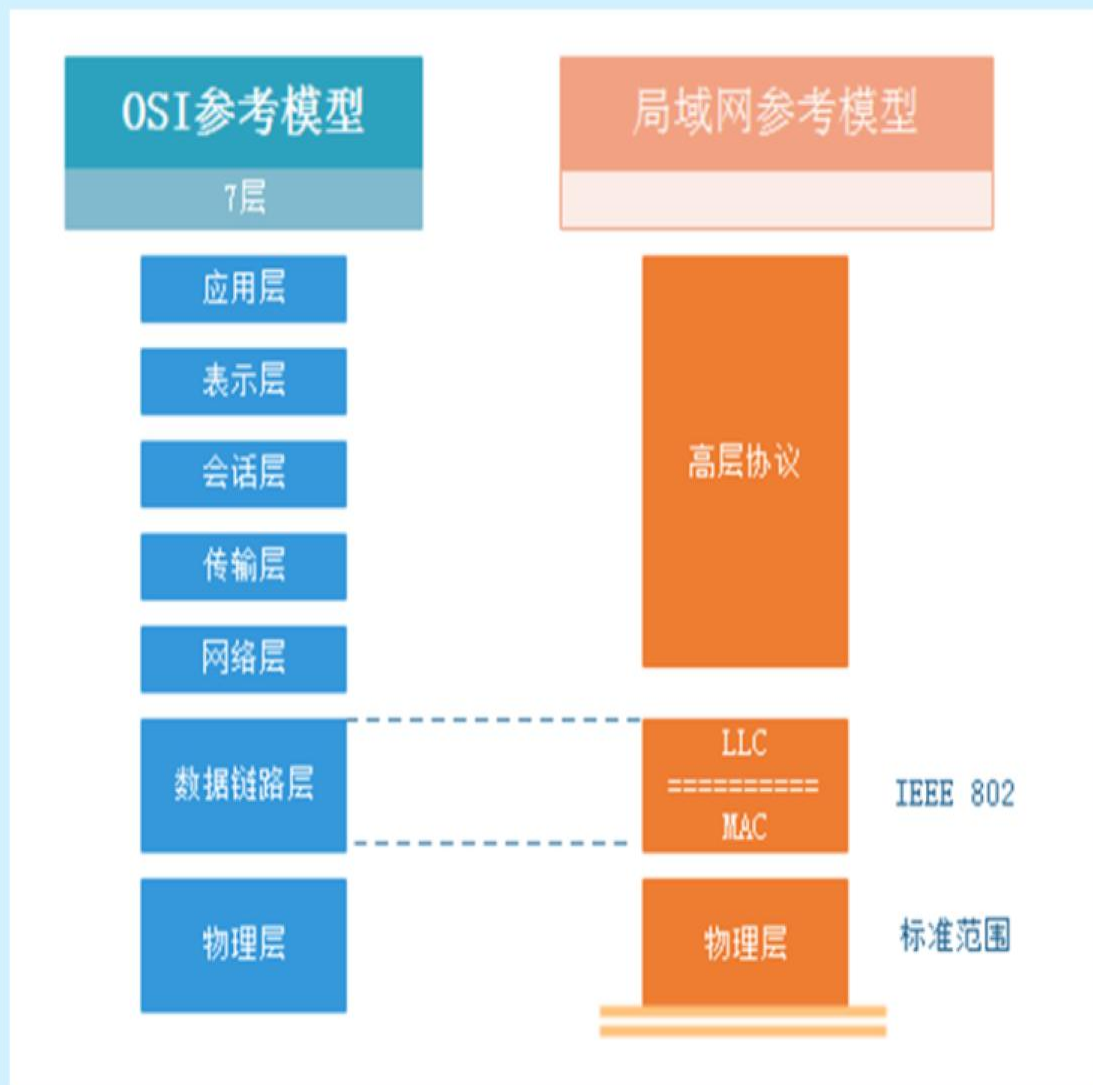 OSI参考模型
7层
应用层
表示层
会话层
传输层
网络层
数据链路层
物理层
局域网参考模型
高层协议
LLC
==========
MAC
物理层
IEEE 802
标准范围